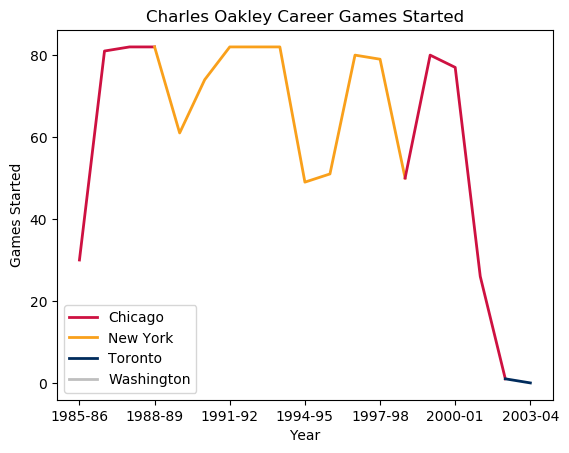 Charles Oakley Career Games Started
Games Started
80
60
40
20
0
Chicago
New York
Toronto
Washington
1985-86 1988-89 1991-92 1994-95 1997-98 2000-01 2003-04
Year